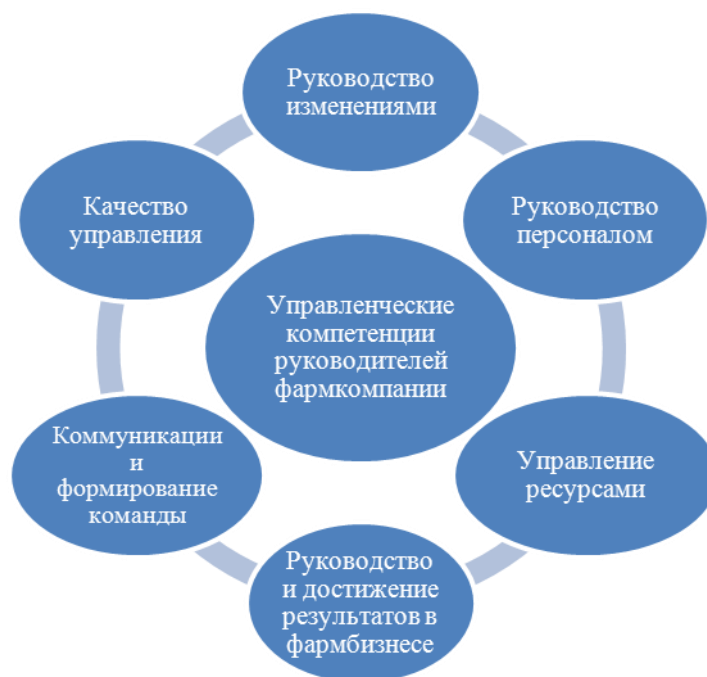 Руководство
изменениями
Качество
управления
Руководство
персоналом
Управленческие
компетенции
руководителей
фармкомпании
Коммуникации
и
формирование
команды
Управление
ресурсами
Руководство
и достижение
результатов в
фармбизнесе